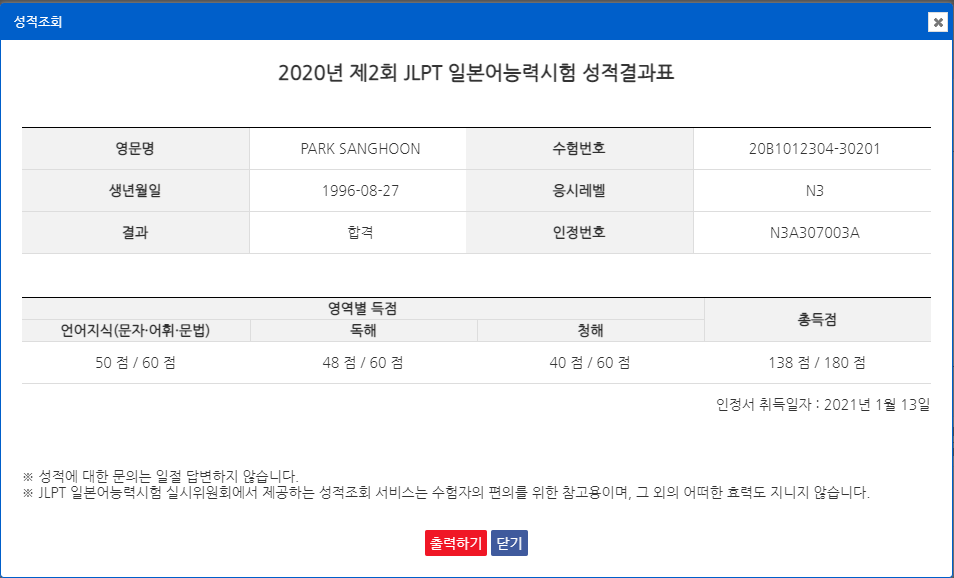 성적조회
2020년 제2회 JLPT 일본어능력시험 성적결과표
영문명 PARK SANGHOON 수험번호 20B1012304-30201
생년월일 1996-08-27 응시레벨 N3
결과 합격 인정번호 N3A307003A
영역별 득점 총득점
언어지식(문자·어휘·문법) 독해 청해
50 점 / 60 점 48 점 / 60 점 40 점 / 60 점 138 점 / 180 점
인정서 취득일자 : 2021년 1월 13일
※ 성적에 대한 문의는 일절 답변하지 않습니다.
※ JLPT 일본어능력시험 실시위원회에서 제공하는 성적조회 서비스는 수험자의 편의를 위한 참고용이며, 그 외의 어떠한 효력도 지니지 않습니다.
출력하기 닫기